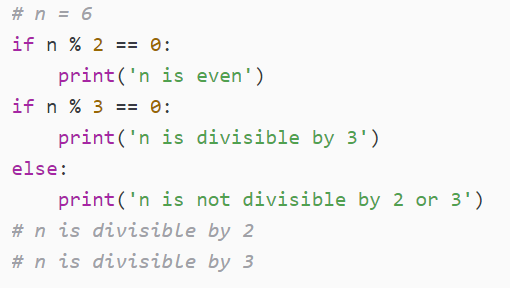 # n = 6
if n % 2 == 0:
    print('n is even')
if n % 3 == 0:
    print('n is divisible by 3')
else:
    print('n is not divisible by 2 or 3')
# n is divisible by 2
# n is divisible by 3